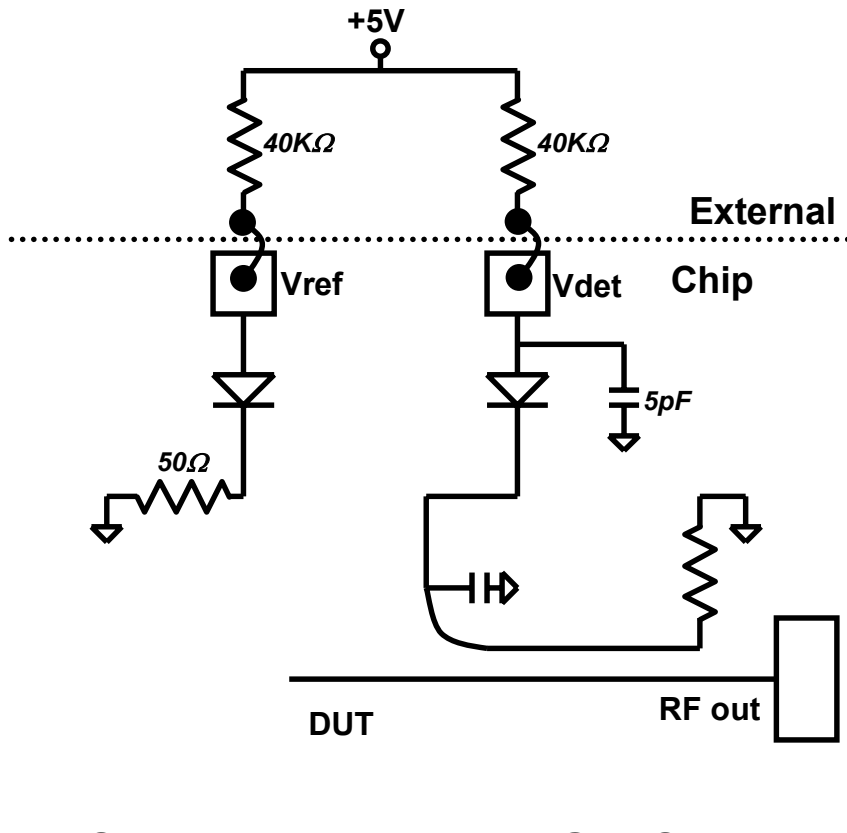 +5V
40KΩ
40KΩ
External
Vref
Vdet
Chip
5pF
50Ω
RF out
DUT